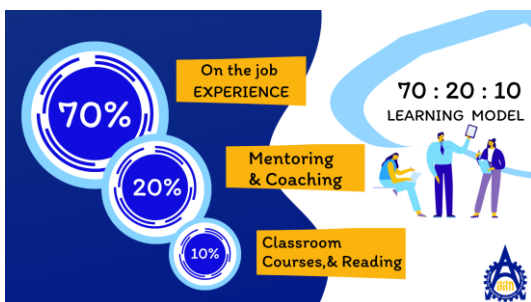 70%
On the job
EXPERIENCE
70 : 20 : 10
LEARNING MODEL
20%
Mentoring
& Coaching
10%
Classroom
Courses,& Reading